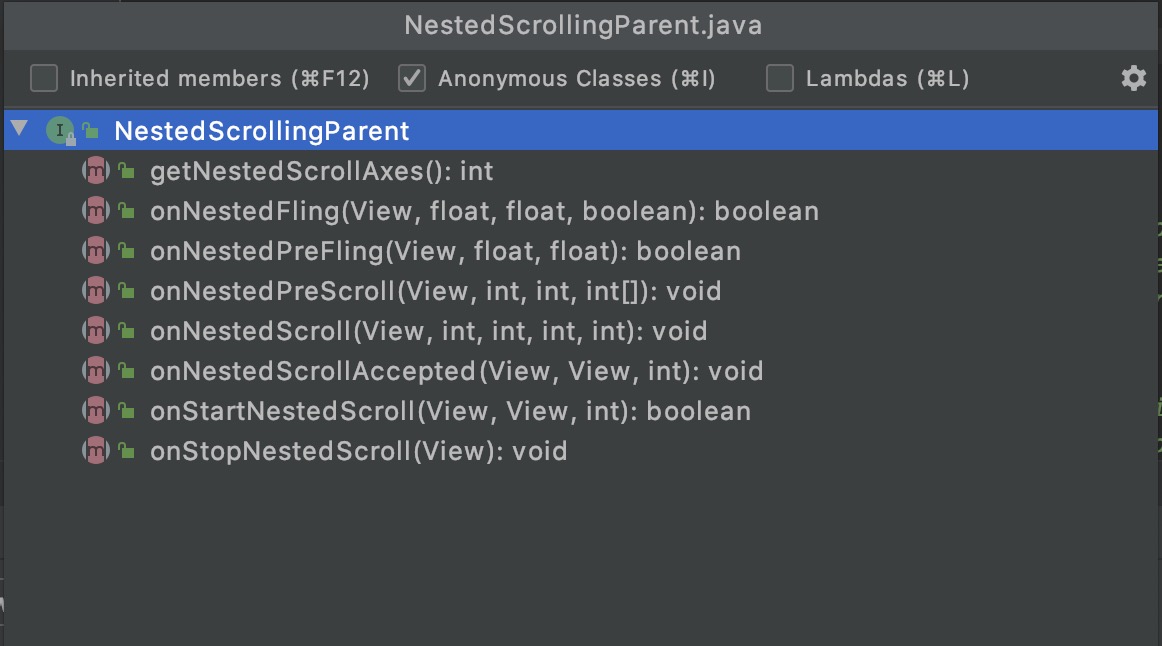 NestedScrollingParent.java
Inherited members (⌘F12) Anonymous Classes (⌘I) Lambdas (⌘L)
I NestedScrollingParent
m getNestedScrollAxes(): int
m onNestedFling(View, float, float, boolean): boolean
m onNestedPreFling(View, float, float): boolean
m onNestedPreScroll(View, int, int, int[]): void
m onNestedScroll(View, int, int, int, int): void
m onNestedScrollAccepted(View, View, int): void
m onStartNestedScroll(View, View, int): boolean
m onStopNestedScroll(View): void